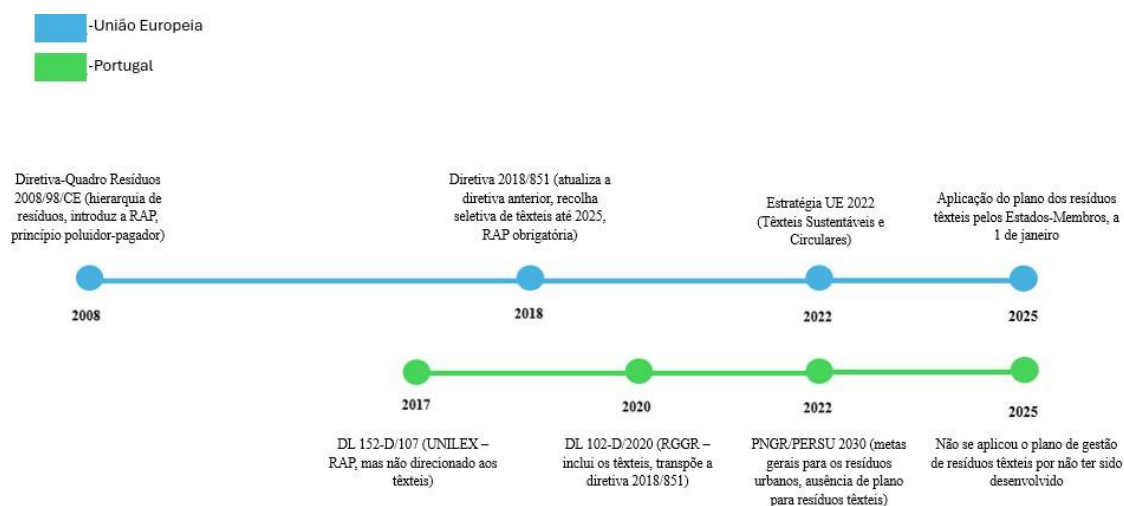 -União Europeia
-Portugal
Diretiva-Quadro Resíduos
2008/98/CE (hierarquia de
resíduos, introduz a RAP,
princípio poluidor-pagador)
Diretiva 2018/851 (atualiza a
diretiva anterior, recolha
seletiva de têxteis até 2025,
RAP obrigatória)
Estratégia UE 2022
(Têxteis Sustentáveis e
Circulares)
Aplicação do plano dos resíduos
têxteis pelos Estados-Membros, a
1 de janeiro
2008
2018
2022
2025
2017
2020
2022
2025
DL 152-D/107 (UNILEX –
RAP, mas não direcionado aos
têxteis)
DL 102-D/2020 (RGGR –
inclui os têxteis, transpõe a
diretiva 2018/851)
PNGR/PERSU 2030 (metas
gerais para os resíduos
urbanos, ausência de plano
para resíduos têxteis)
Não se aplicou o plano de gestão
de resíduos têxteis por não ter sido
desenvolvido